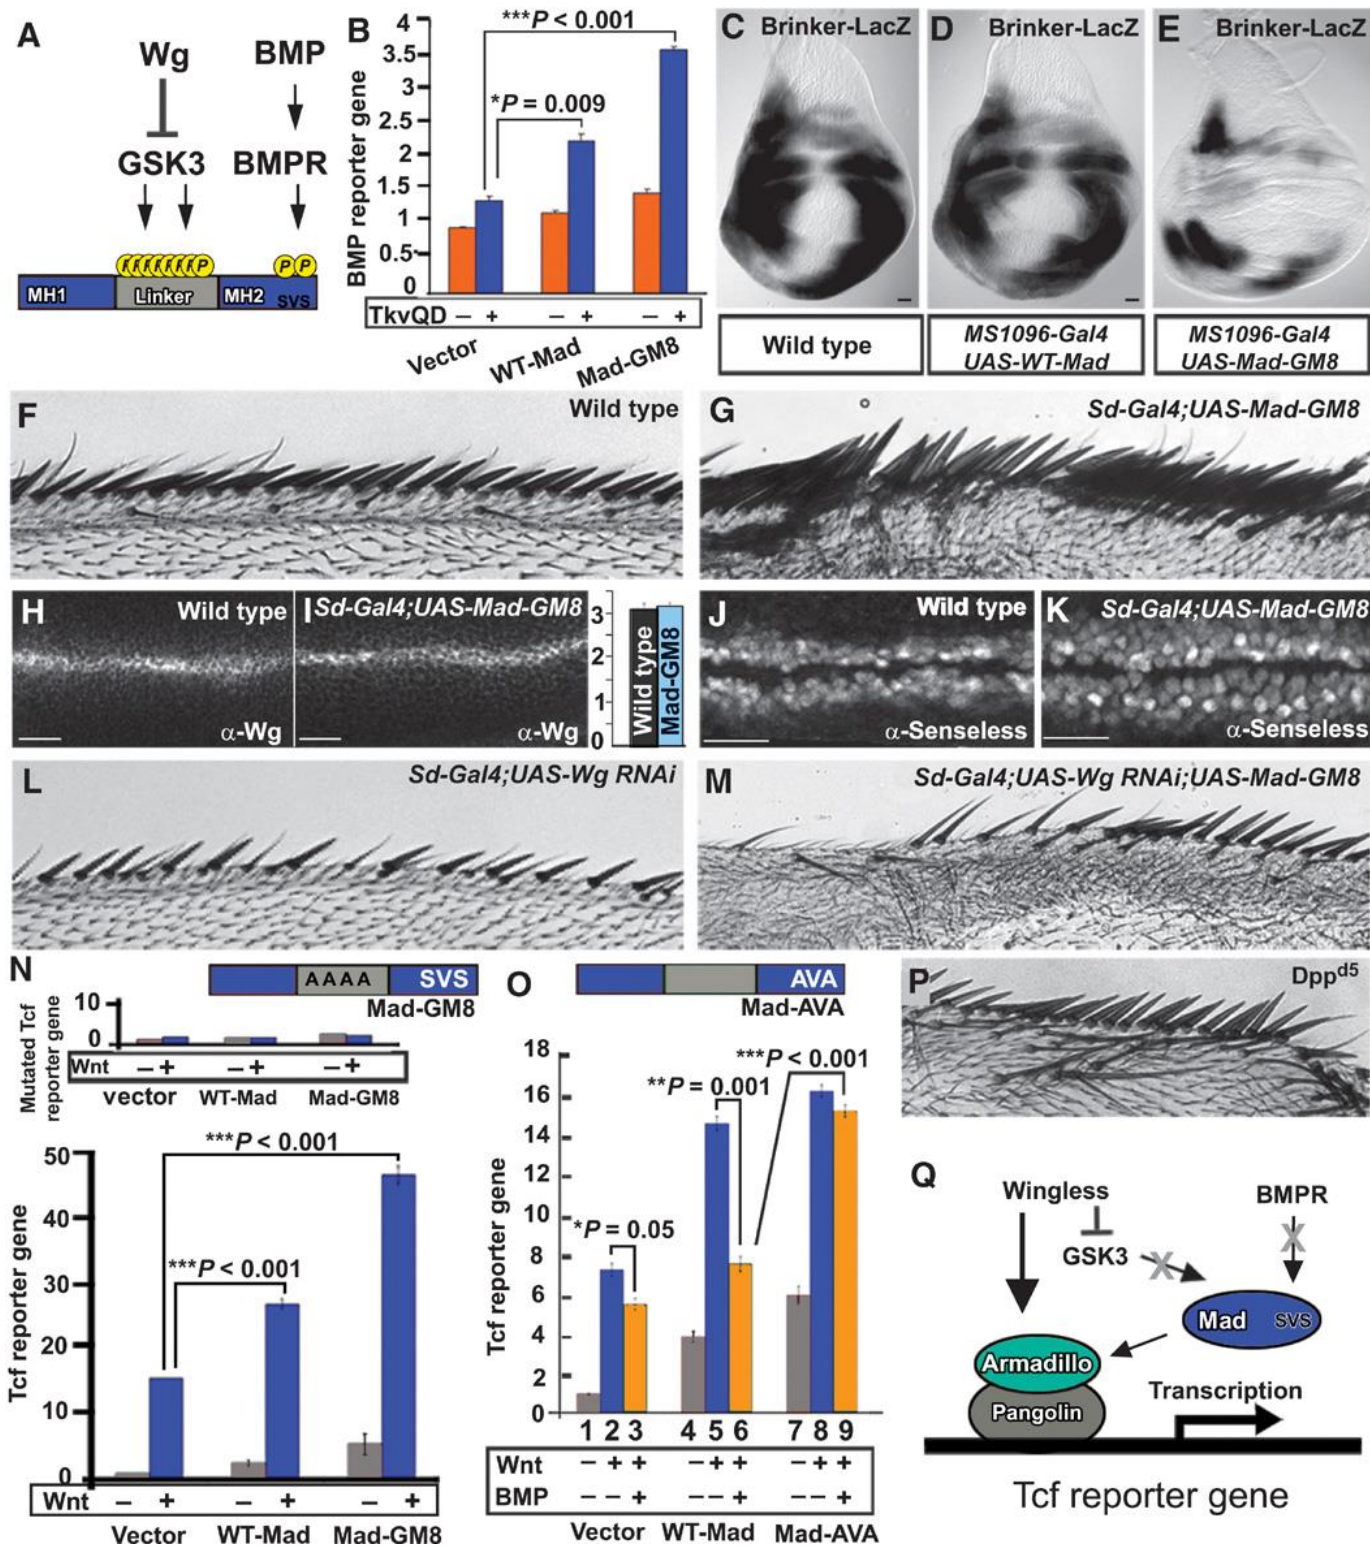 A
Wg
BMP
GSK3
BMPR
P P P
MH1
Linker
MH2
SVS
B
BMP reporter gene
4
3.5
3
2.5
2
1.5
1
0.5
0
***P < 0.001
*P = 0.009
TkvQD
– + – + – +
Vector
WT-Mad
Mad-GM8
C
Brinker-LacZ
Wild type
D
Brinker-LacZ
MS1096-Gal4
UAS-WT-Mad
E
Brinker-LacZ
MS1096-Gal4
UAS-Mad-GM8
F
Wild type
G
Sd-Gal4;UAS-Mad-GM8
H
Wild type
α-Wg
I
Sd-Gal4;UAS-Mad-GM8
α-Wg
3
2
1
0
Wild type
Mad-GM8
J
Wild type
α-Senseless
K
Sd-Gal4;UAS-Mad-GM8
α-Senseless
L
Sd-Gal4;UAS-Wg RNAi
M
Sd-Gal4;UAS-Wg RNAi;UAS-Mad-GM8
N
AAAA
SVS
Mad-GM8
Mutated Tcf
reporter gene
10
0
Wnt
– + – + – +
vector
WT-Mad
Mad-GM8
Tcf reporter gene
50
40
30
20
10
0
***P < 0.001
***P < 0.001
Wnt
– + – + – +
Vector
WT-Mad
Mad-GM8
O
AVA
Mad-AVA
Tcf reporter gene
18
16
14
12
10
8
6
4
2
0
*P = 0.05
**P = 0.001
***P < 0.001
1 2 3 4 5 6 7 8 9
Wnt – + + – + + – + +
BMP – – + – – + – – +
Vector
WT-Mad
Mad-AVA
P
Dppd5
Q
Wingless
BMPR
GSK3
X
X
Mad
SVS
Armadillo
Pangolin
Transcription
Tcf reporter gene